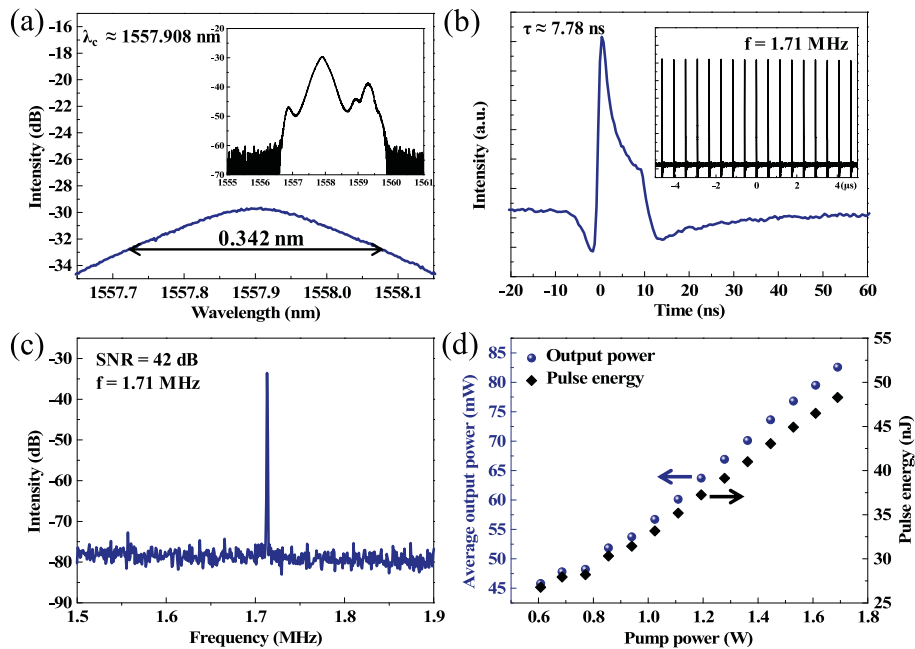 (a)
λc ≈ 1557.908 nm
-16
-18
-20
-22
-24
-26
-28
-30
-32
-34
Intensity (dB)
-20
-30
-40
-50
-60
-70
1555 1556 1557 1558 1559 1560 1561
0.342 nm
1557.7 1557.8 1557.9 1558.0 1558.1
Wavelength (nm)
(b)
τ ≈ 7.78 ns
f = 1.71 MHz
-4 -2 0 2 4 (μs)
Intensity (a.u.)
-20 -10 0 10 20 30 40 50 60
Time (ns)
(c)
SNR = 42 dB
f = 1.71 MHz
-30
-40
-50
-60
-70
-80
-90
Intensity (dB)
1.5 1.6 1.7 1.8 1.9
Frequency (MHz)
(d)
Output power
Pulse energy
85
80
75
70
65
60
55
50
45
Average output power (mW)
55
50
45
40
35
30
25
Pulse energy (nJ)
0.6 0.8 1.0 1.2 1.4 1.6 1.8
Pump power (W)